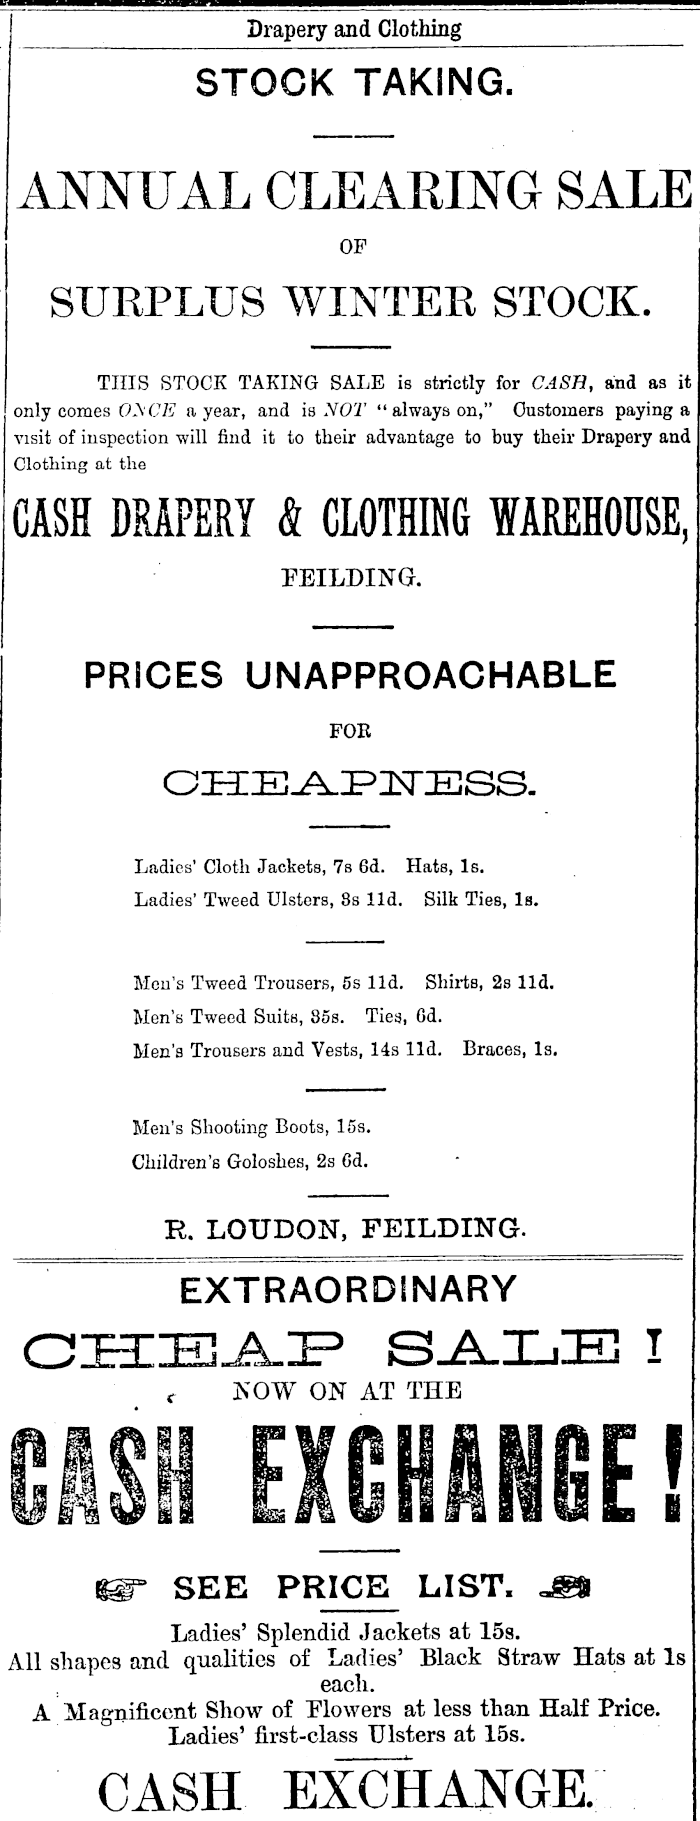 Drapery and Clothing
STOCK TAKING.
ANNUAL CLEARING SALE
OF
SURPLUS WINTER STOCK.
THIS STOCK TAKING SALE is strictly for CASH, and as it
only comes ONCE a year, and is NOT "always on," Customers paying a
visit of inspection will find it to their advantage to buy their Drapery and
Clothing at the
CASH DRAPERY & CLOTHING WAREHOUSE,
FEILDING.
PRICES UNAPPROACHABLE
FOR
CHEAPNESS.
Ladies' Cloth Jackets, 7s 6d. Hats, 1s.
Ladies' Tweed Ulsters, 3s 11d. Silk Ties, 1s.
Men's Tweed Trousers, 5s 11d. Shirts, 2s 11d.
Men's Tweed Suits, 35s. Ties, 6d.
Men's Trousers and Vests, 14s 11d. Braces, 1s.
Men's Shooting Boots, 15s.
Children's Goloshes, 2s 6d.
R. LOUDON, FEILDING.
EXTRAORDINARY
CHEAP SALE!
NOW ON AT THE
CASH EXCHANGE!
SEE PRICE LIST.
Ladies' Splendid Jackets at 15s.
All shapes and qualities of Ladies' Black Straw Hats at 1s
each.
A Magnificent Show of Flowers at less than Half Price.
Ladies' first-class Ulsters at 15s.
CASH EXCHANGE.